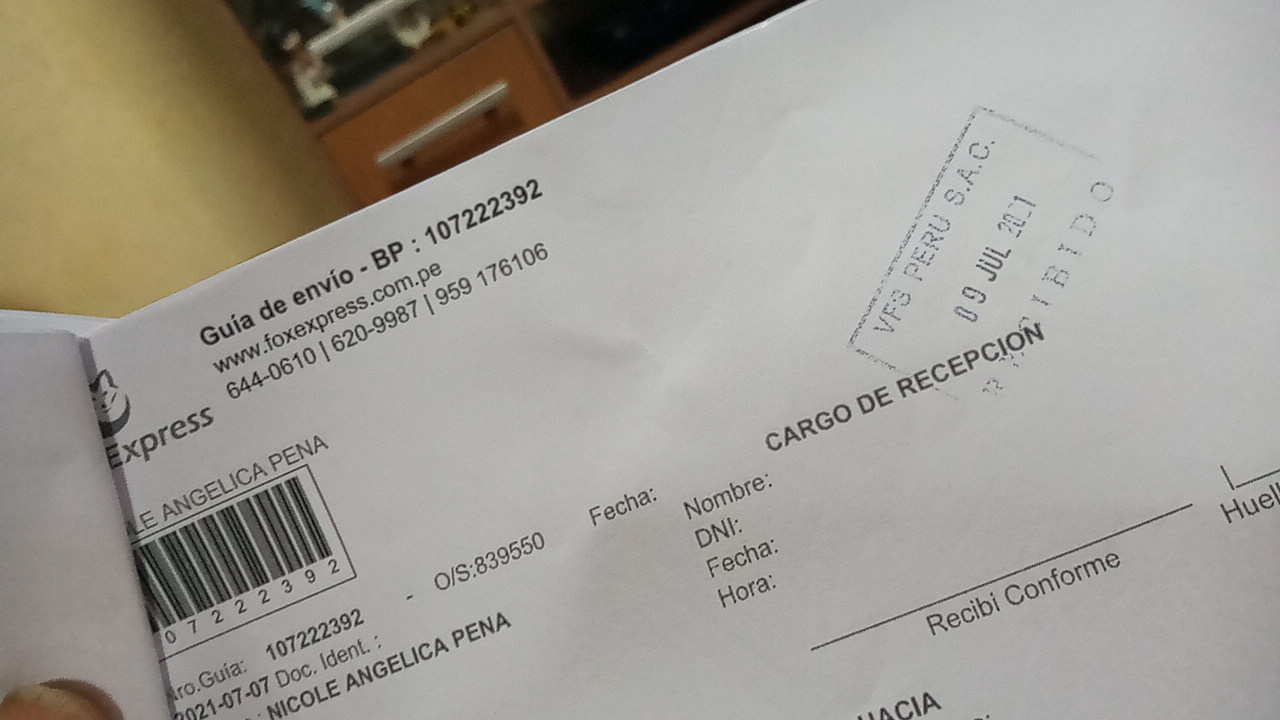 Guía de envío - BP : 107222392
www.foxexpress.com.pe
644-0610 | 620-9987 | 959 176106
Express
LE ANGELICA PENA
0 7 2 2 2 3 9 2
Nro.Guía: 107222392 - O/S:839550 Fecha:
2021-07-07 Doc. Ident. :
: NICOLE ANGELICA PENA
VFS PERU S.A.C.
09 JUL 2021
IBIDO
CARGO DE RECEPCION
Nombre:
DNI:
Fecha:
Hora:
Recibi Conforme
Huell